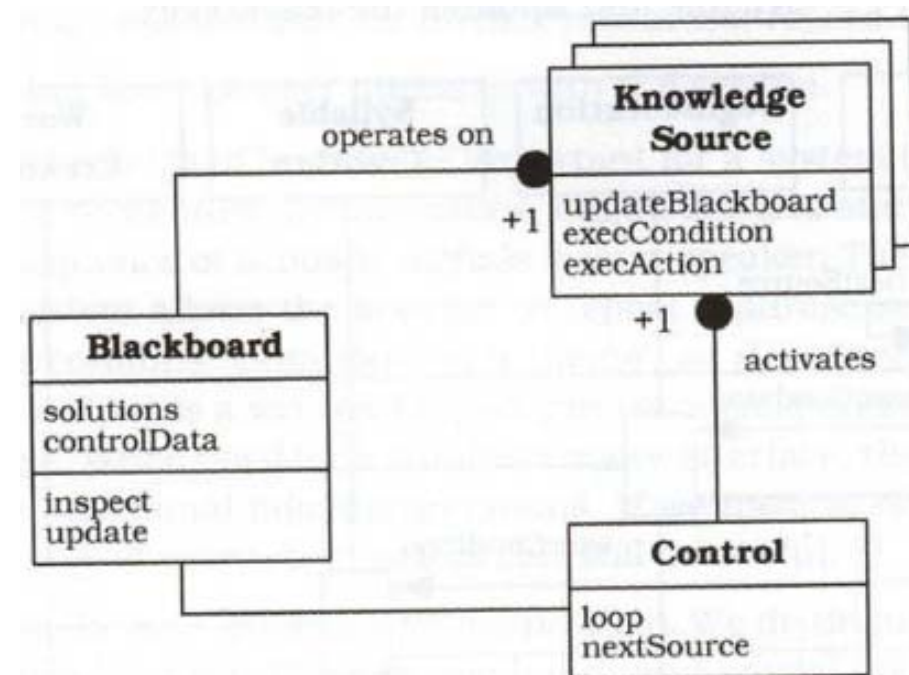 Knowledge
Source
operates on
+1
updateBlackboard
execCondition
execAction
+1
activates
Blackboard
solutions
controlData
inspect
update
Control
loop
nextSource